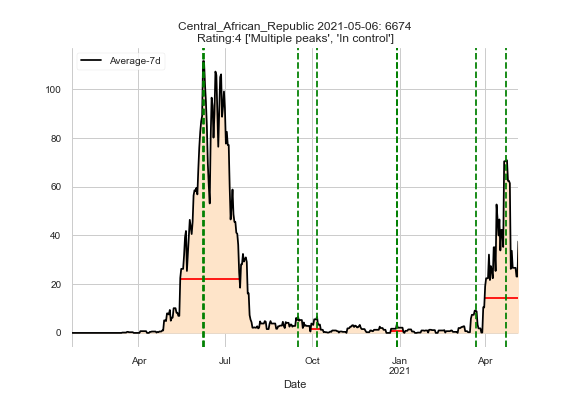 Central_African_Republic 2021-05-06: 6674
Rating:4 ['Multiple peaks', 'In control']
Average-7d
100
80
60
40
20
0
Apr
Jul
Oct
Jan
2021
Apr
Date